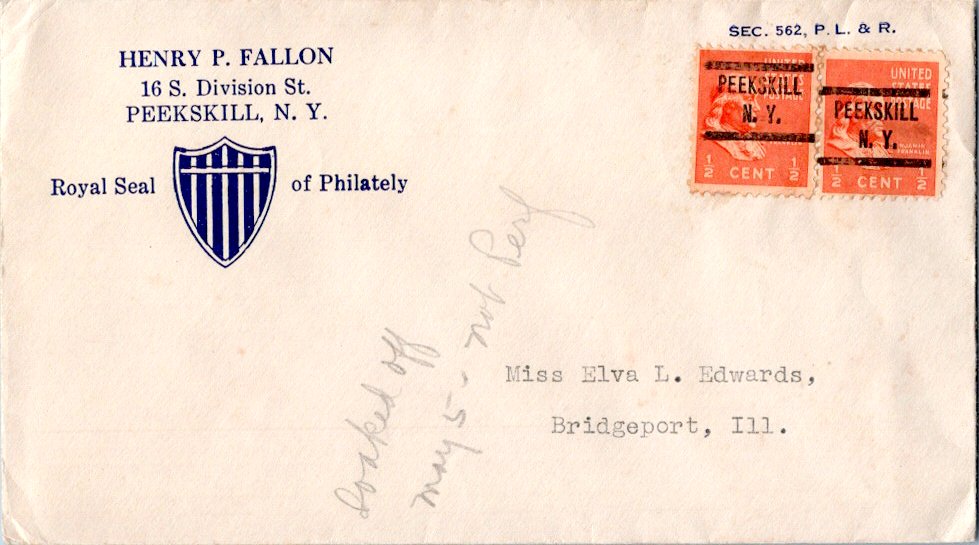 HENRY P. FALLON
16 S. Division St.
PEEKSKILL, N. Y.
Royal Seal of Philately
SEC. 562, P. L. & R.
UNITED STATES POSTAGE
PEEKSKILL
N. Y.
½ CENT ½
UNITED
STATES
POSTAGE
PEEKSKILL
N. Y.
BENJAMIN
FRANKLIN
½ CENT ½
Soaked off
May 5 - not Perf
Miss Elva L. Edwards,
Bridgeport, Ill.